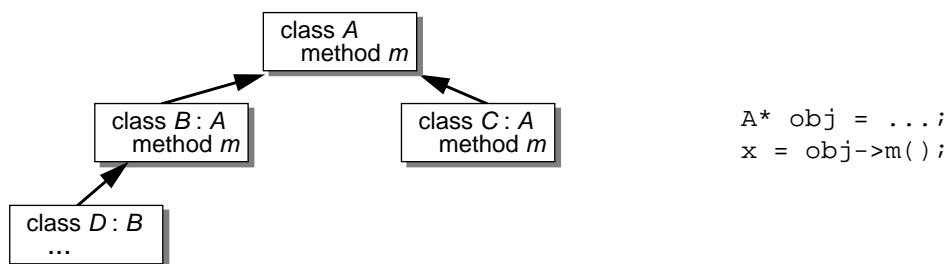 class A
method m
class B : A
method m
class C : A
method m
A* obj = ...;
x = obj->m();
class D : B
...